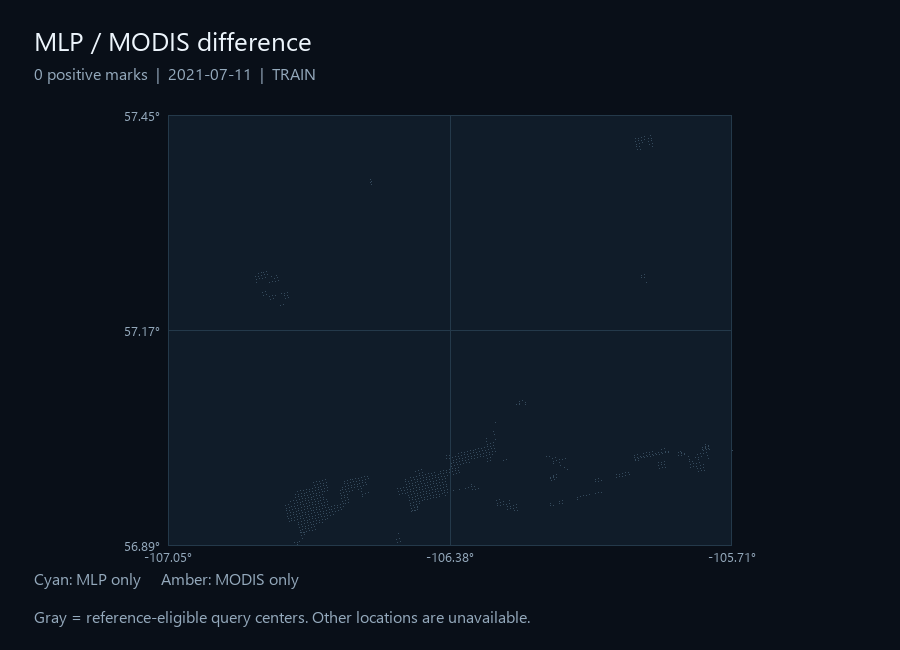 MLP / MODIS difference
0 positive marks | 2021-07-11 | TRAIN
57.45°
57.17°
56.89°
-107.05° -106.38° -105.71°
Cyan: MLP only Amber: MODIS only
Gray = reference-eligible query centers. Other locations are unavailable.